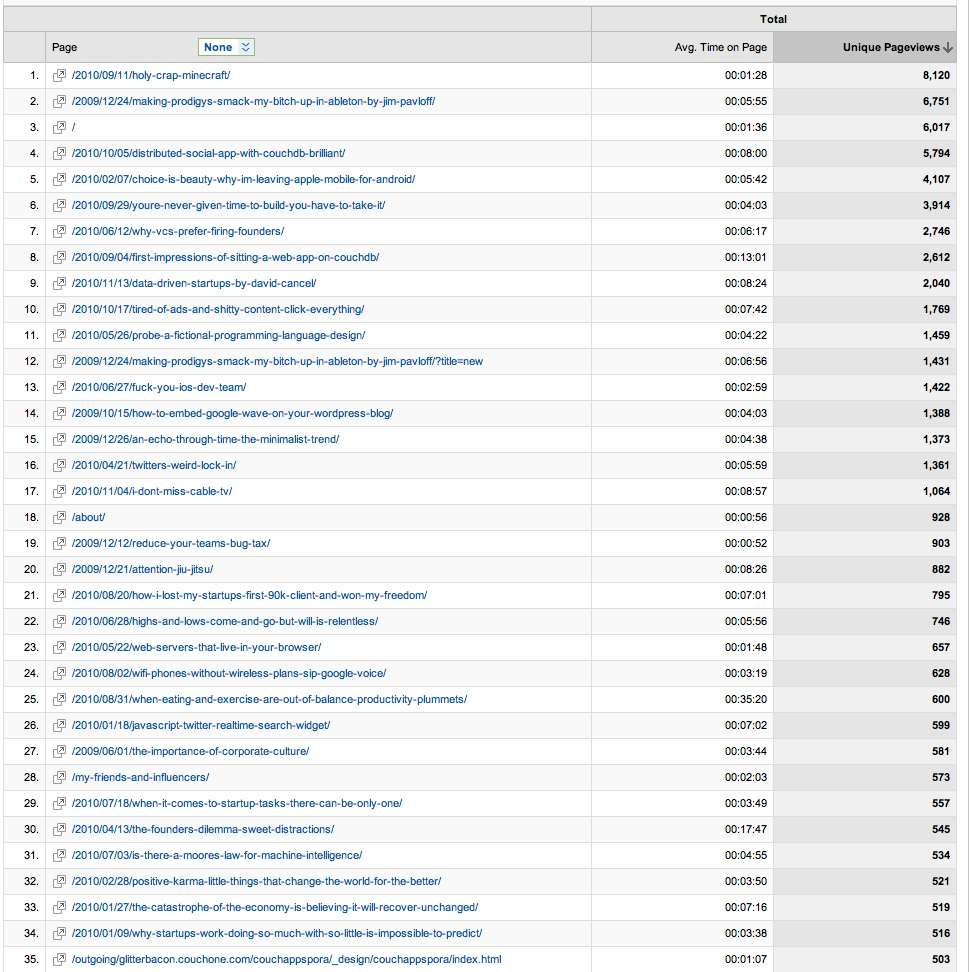 Total
Page None Avg. Time on Page Unique Pageviews
1. /2010/09/11/holy-crap-minecraft/ 00:01:28 8,120
2. /2009/12/24/making-prodigys-smack-my-bitch-up-in-ableton-by-jim-pavloff/ 00:05:55 6,751
3. / 00:01:36 6,017
4. /2010/10/05/distributed-social-app-with-couchdb-brilliant/ 00:08:00 5,794
5. /2010/02/07/choice-is-beauty-why-im-leaving-apple-mobile-for-android/ 00:05:42 4,107
6. /2010/09/29/youre-never-given-time-to-build-you-have-to-take-it/ 00:04:03 3,914
7. /2010/06/12/why-vcs-prefer-firing-founders/ 00:06:17 2,746
8. /2010/09/04/first-impressions-of-sitting-a-web-app-on-couchdb/ 00:13:01 2,612
9. /2010/11/13/data-driven-startups-by-david-cancel/ 00:08:24 2,040
10. /2010/10/17/tired-of-ads-and-shitty-content-click-everything/ 00:07:42 1,769
11. /2010/05/26/probe-a-fictional-programming-language-design/ 00:04:22 1,459
12. /2009/12/24/making-prodigys-smack-my-bitch-up-in-ableton-by-jim-pavloff/?title=new 00:06:56 1,431
13. /2010/06/27/fuck-you-ios-dev-team/ 00:02:59 1,422
14. /2009/10/15/how-to-embed-google-wave-on-your-wordpress-blog/ 00:04:03 1,388
15. /2009/12/26/an-echo-through-time-the-minimalist-trend/ 00:04:38 1,373
16. /2010/04/21/twitters-weird-lock-in/ 00:05:59 1,361
17. /2010/11/04/i-dont-miss-cable-tv/ 00:08:57 1,064
18. /about/ 00:00:56 928
19. /2009/12/12/reduce-your-teams-bug-tax/ 00:00:52 903
20. /2009/12/21/attention-jiu-jitsu/ 00:08:26 882
21. /2010/08/20/how-i-lost-my-startups-first-90k-client-and-won-my-freedom/ 00:07:01 795
22. /2010/06/28/highs-and-lows-come-and-go-but-will-is-relentless/ 00:05:56 746
23. /2010/05/22/web-servers-that-live-in-your-browser/ 00:01:48 657
24. /2010/08/02/wifi-phones-without-wireless-plans-sip-google-voice/ 00:03:19 628
25. /2010/08/31/when-eating-and-exercise-are-out-of-balance-productivity-plummets/ 00:35:20 600
26. /2010/01/18/javascript-twitter-realtime-search-widget/ 00:07:02 599
27. /2009/06/01/the-importance-of-corporate-culture/ 00:03:44 581
28. /my-friends-and-influencers/ 00:02:03 573
29. /2010/07/18/when-it-comes-to-startup-tasks-there-can-be-only-one/ 00:03:49 557
30. /2010/04/13/the-founders-dilemma-sweet-distractions/ 00:17:47 545
31. /2010/07/03/is-there-a-moores-law-for-machine-intelligence/ 00:04:55 534
32. /2010/02/28/positive-karma-little-things-that-change-the-world-for-the-better/ 00:03:50 521
33. /2010/01/27/the-catastrophe-of-the-economy-is-believing-it-will-recover-unchanged/ 00:07:16 519
34. /2010/01/09/why-startups-work-doing-so-much-with-so-little-is-impossible-to-predict/ 00:03:38 516
35. /outgoing/glitterbacon.couchone.com/couchappspora/_design/couchappspora/index.html 00:01:07 503